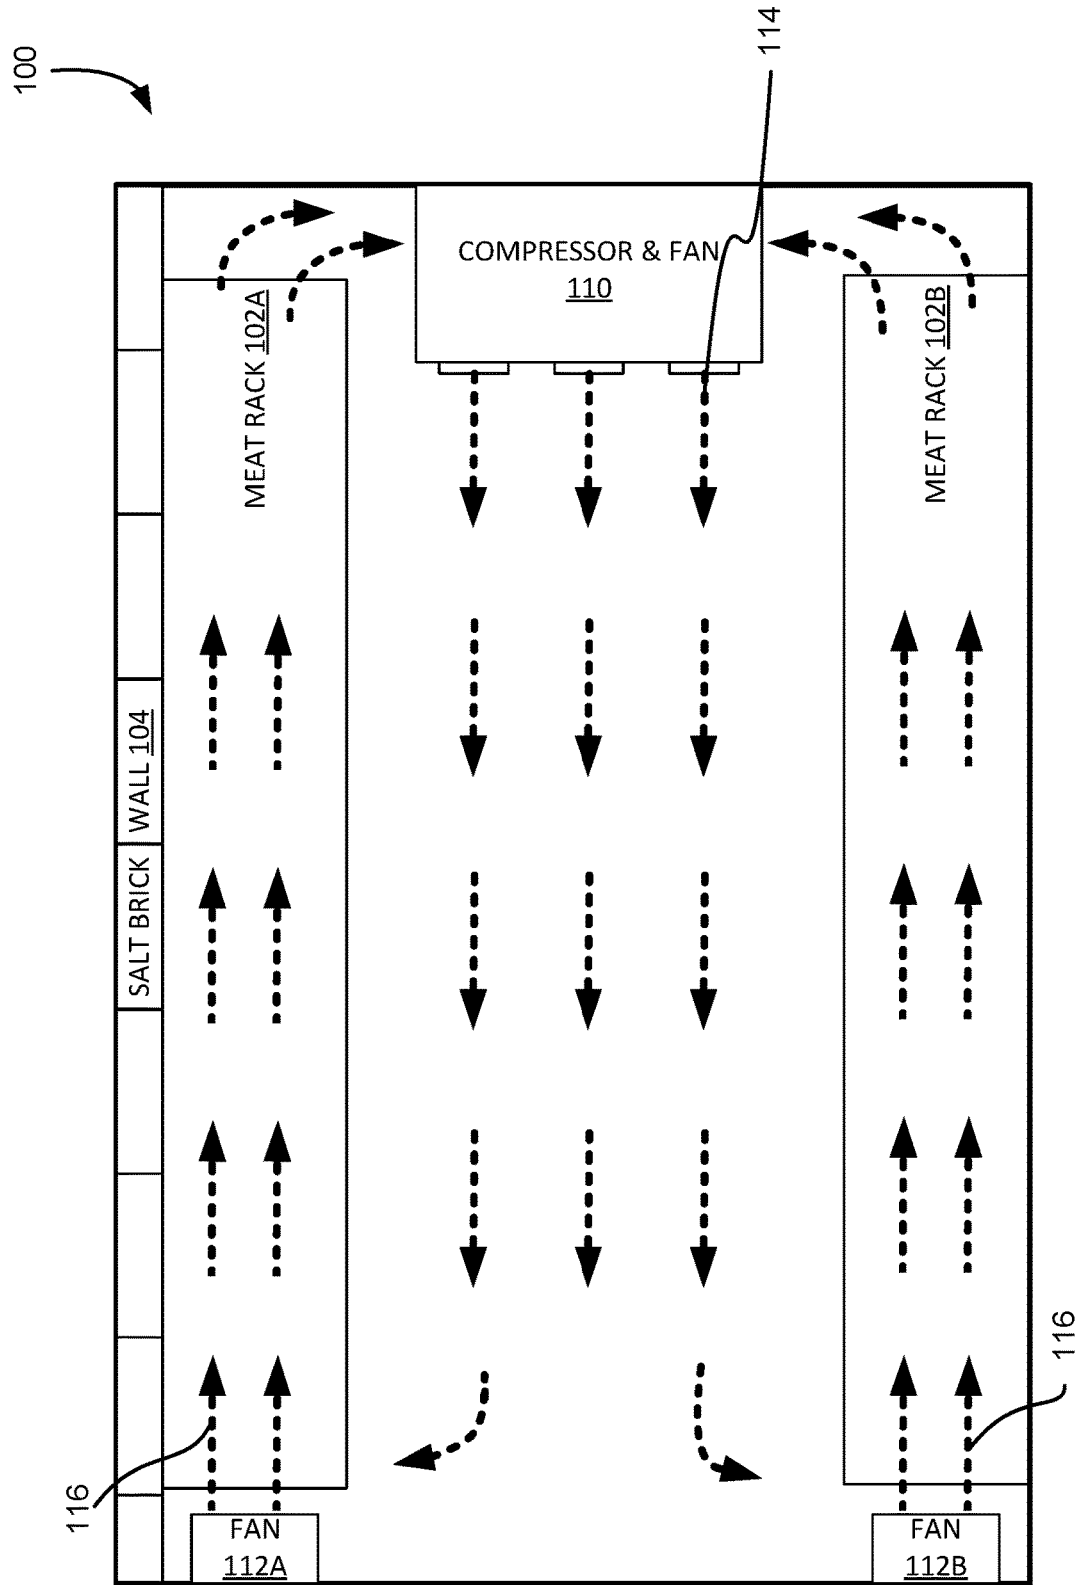 100
114
COMPRESSOR & FAN
110
MEAT RACK 102A
MEAT RACK 102B
SALT BRICK WALL 104
116
116
FAN
112A
FAN
112B